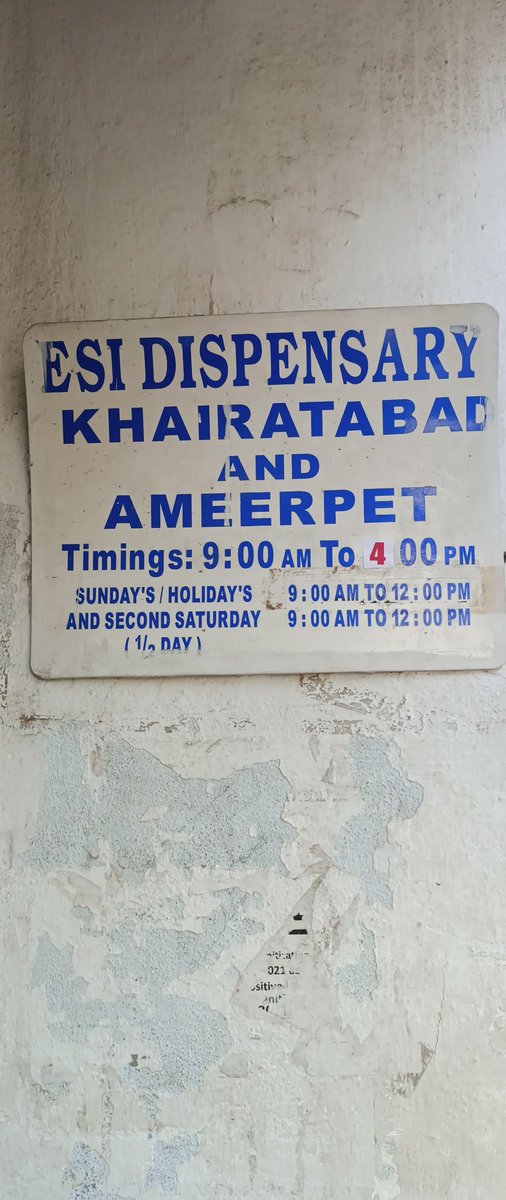 ESI DISPENSARY
KHAIRATABAD
AND
AMEERPET
Timings: 9:00 AM To 4 00 PM
SUNDAY'S / HOLIDAY'S 9:00 AM TO 12:00 PM
AND SECOND SATURDAY 9:00 AM TO 12:00 PM
( 1/2 DAY )
021